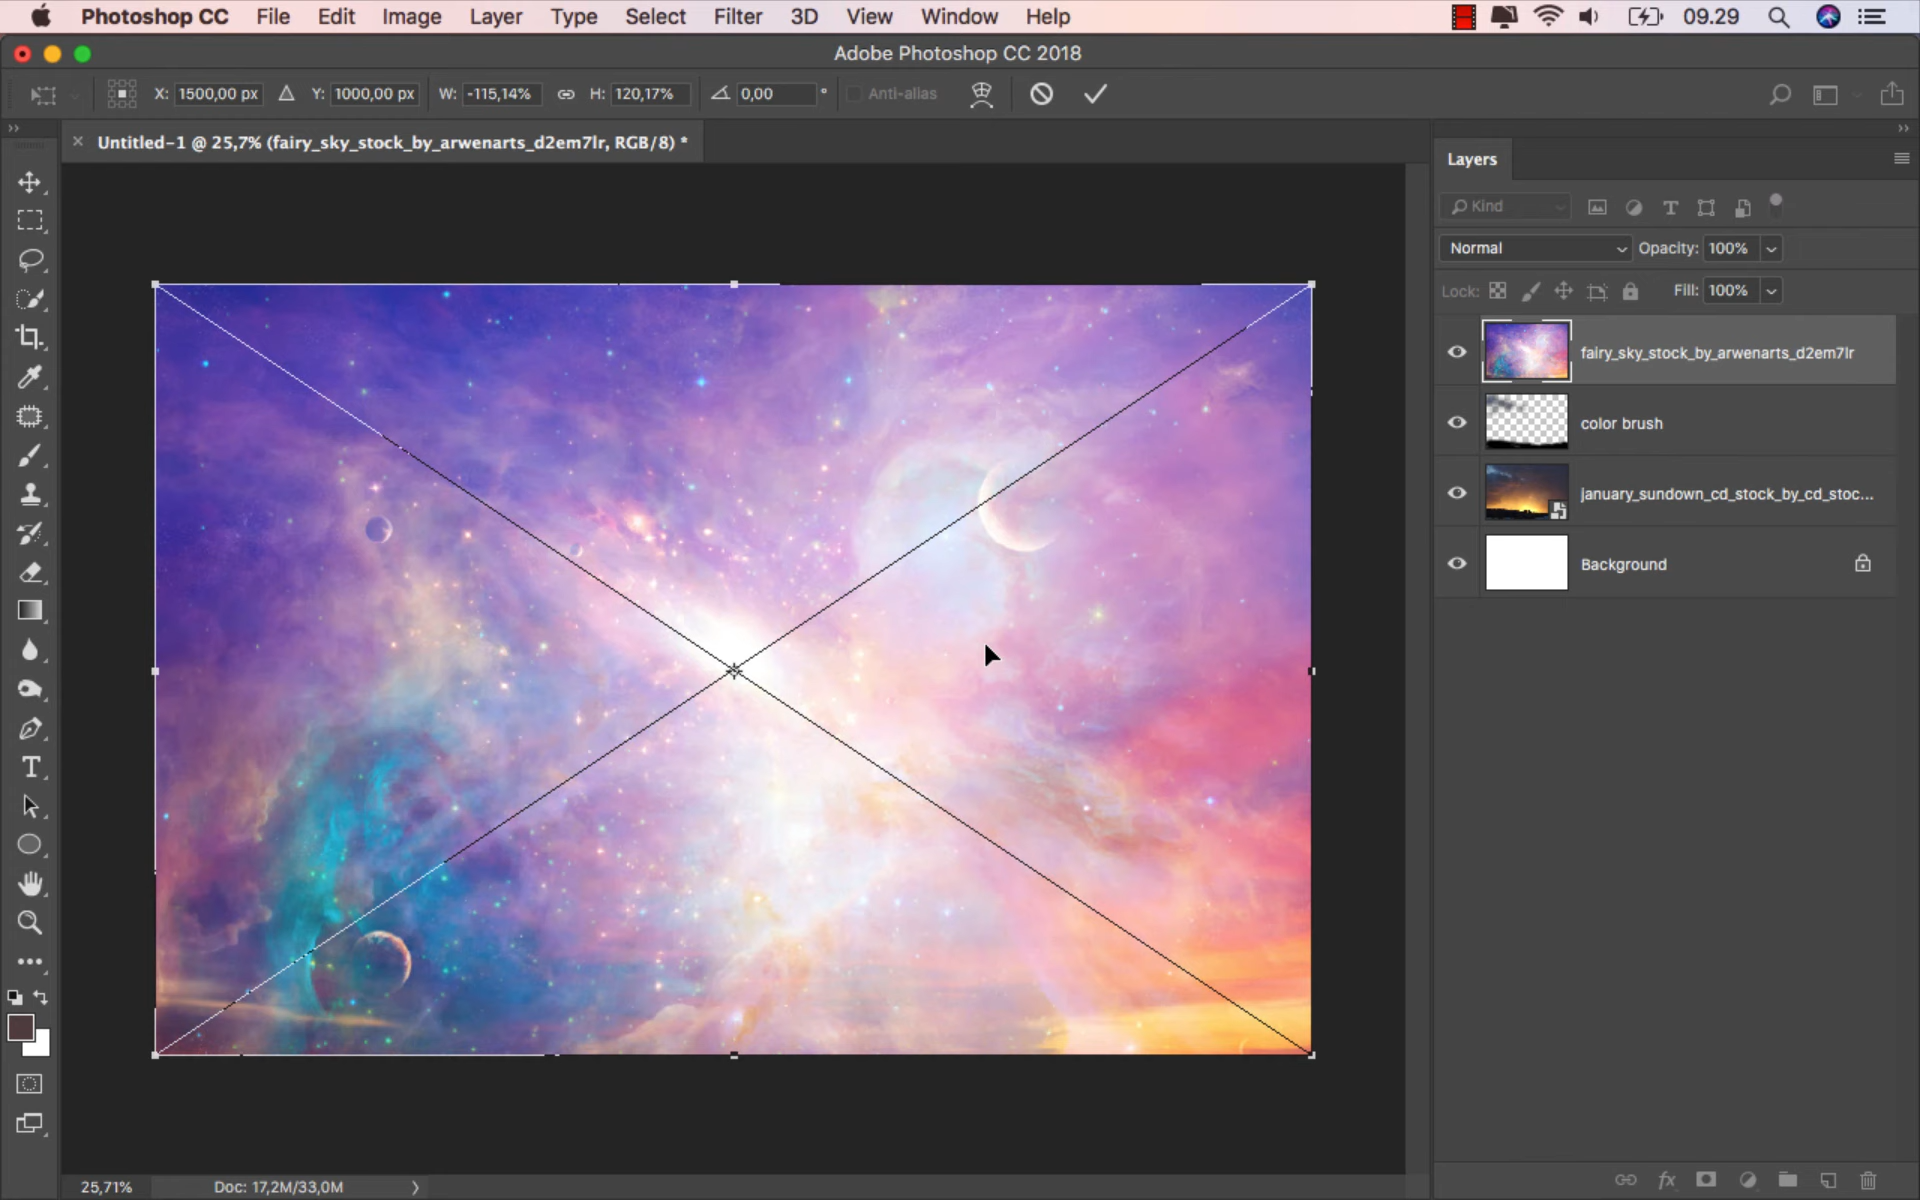 Photoshop CC File Edit Image Layer Type Select Filter 3D View Window Help 09.29
Adobe Photoshop CC 2018
X: 1500,00 px Y: 1000,00 px W: -115,14% H: 120,17% 0,00 ° Anti-alias
Untitled-1 @ 25,7% (fairy_sky_stock_by_arwenarts_d2em7lr, RGB/8) *
Layers
Kind
Normal Opacity: 100%
Lock: Fill: 100%
fairy_sky_stock_by_arwenarts_d2em7lr
color brush
january_sundown_cd_stock_by_cd_stoc...
Background
25,71% Doc: 17,2M/33,0M